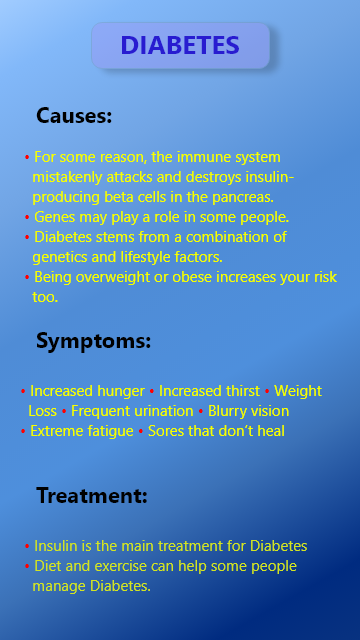 DIABETES
Causes:
• For some reason, the immune system
mistakenly attacks and destroys insulin-
producing beta cells in the pancreas.
• Genes may play a role in some people.
• Diabetes stems from a combination of
genetics and lifestyle factors.
• Being overweight or obese increases your risk
too.
Symptoms:
• Increased hunger • Increased thirst • Weight
Loss • Frequent urination • Blurry vision
• Extreme fatigue • Sores that don’t heal
Treatment:
• Insulin is the main treatment for Diabetes
• Diet and exercise can help some people
manage Diabetes.